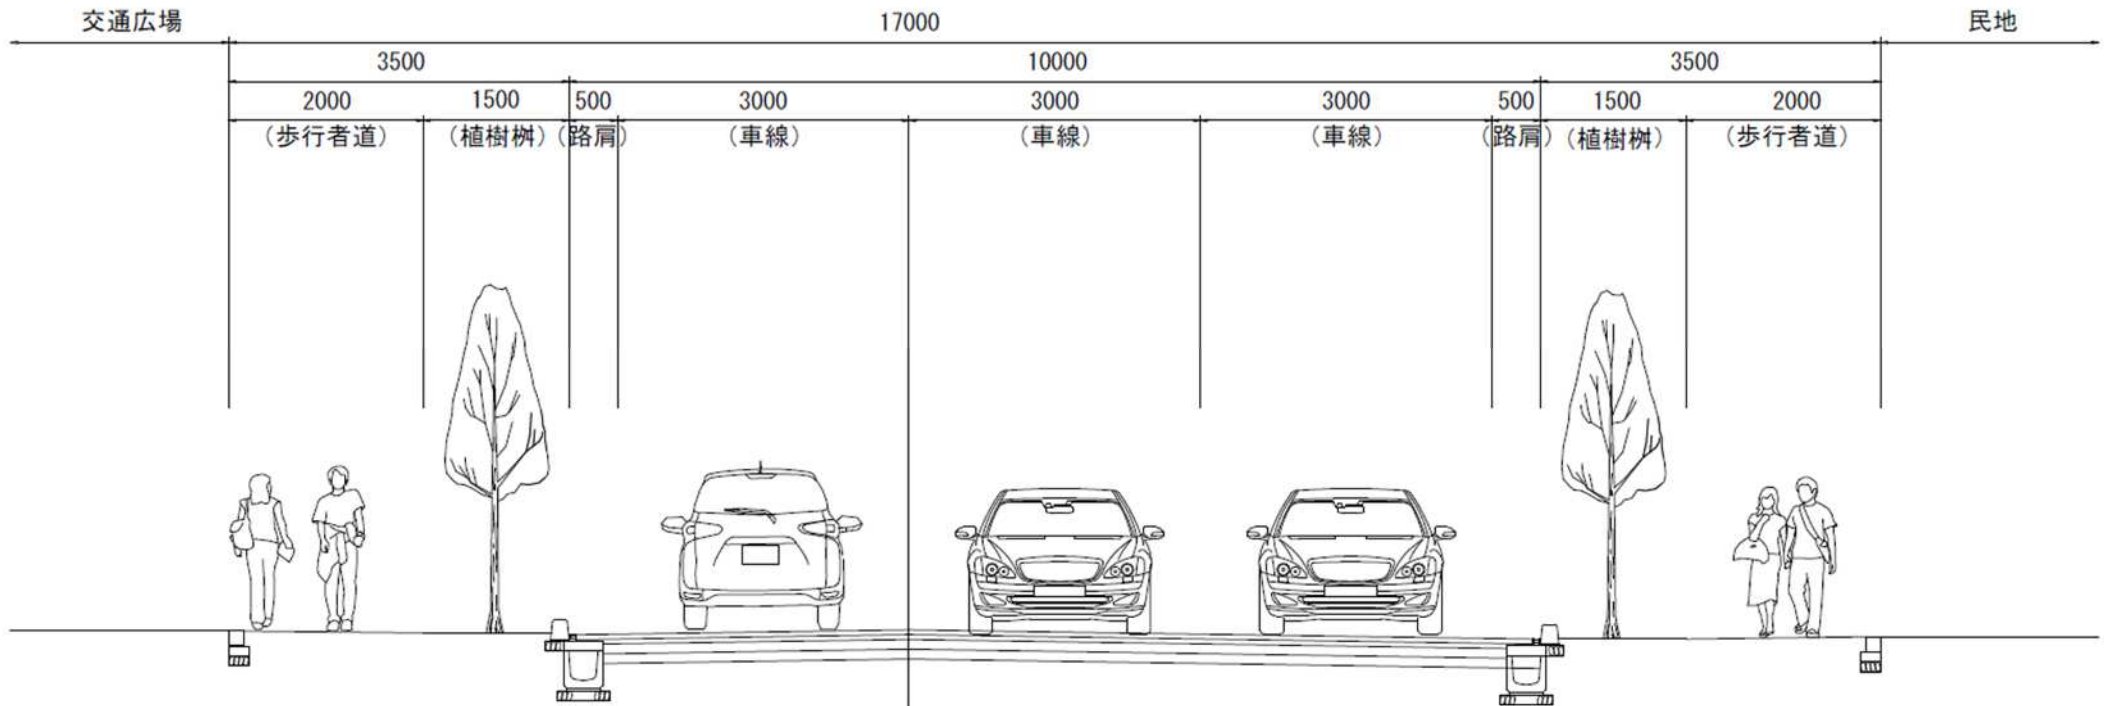 交通広場 17000 民地
3500 10000 3500
2000 1500 500 3000 3000 3000 500 1500 2000
(歩行者道) (植樹桝) (路肩) (車線) (車線) (車線) (路肩) (植樹桝) (歩行者道)